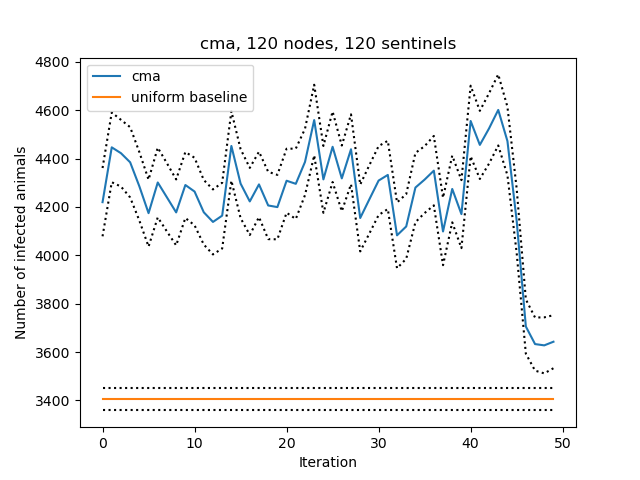 cma, 120 nodes, 120 sentinels
4800
4600
4400
4200
4000
3800
3600
3400
Number of infected animals
cma
uniform baseline
0
10
20
30
40
50
Iteration